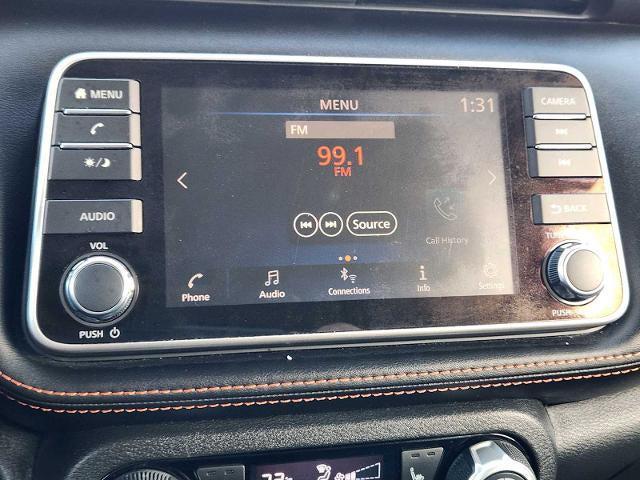 MENU
MENU
1:31
CAMERA
FM
99.1
FM
AUDIO
Source
BACK
Call History
VOL
Phone
Audio
Connections
Info
Settings
PUSH
PUSH